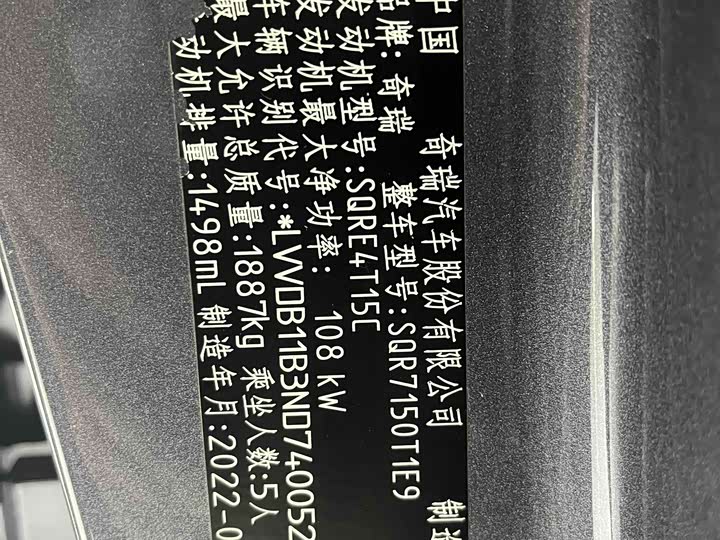 中国 奇瑞汽车股份有限公司 制造
品牌: 奇瑞 整车型号:SQR7150T1E9
发动机型号:SQRE4T15C
发动机最大净功率: 108 kW
车辆识别代号:*LVVDB11B3ND740052
最大允许总质量:1887kg 乘坐人数:5人
动机排量:1498mL 制造年月:2022-0